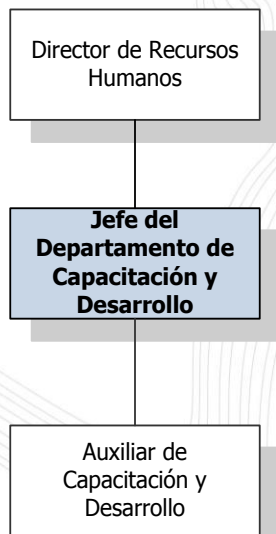 Director de Recursos
Humanos
Jefe del
Departamento de
Capacitación y
Desarrollo
Auxiliar de
Capacitación y
Desarrollo